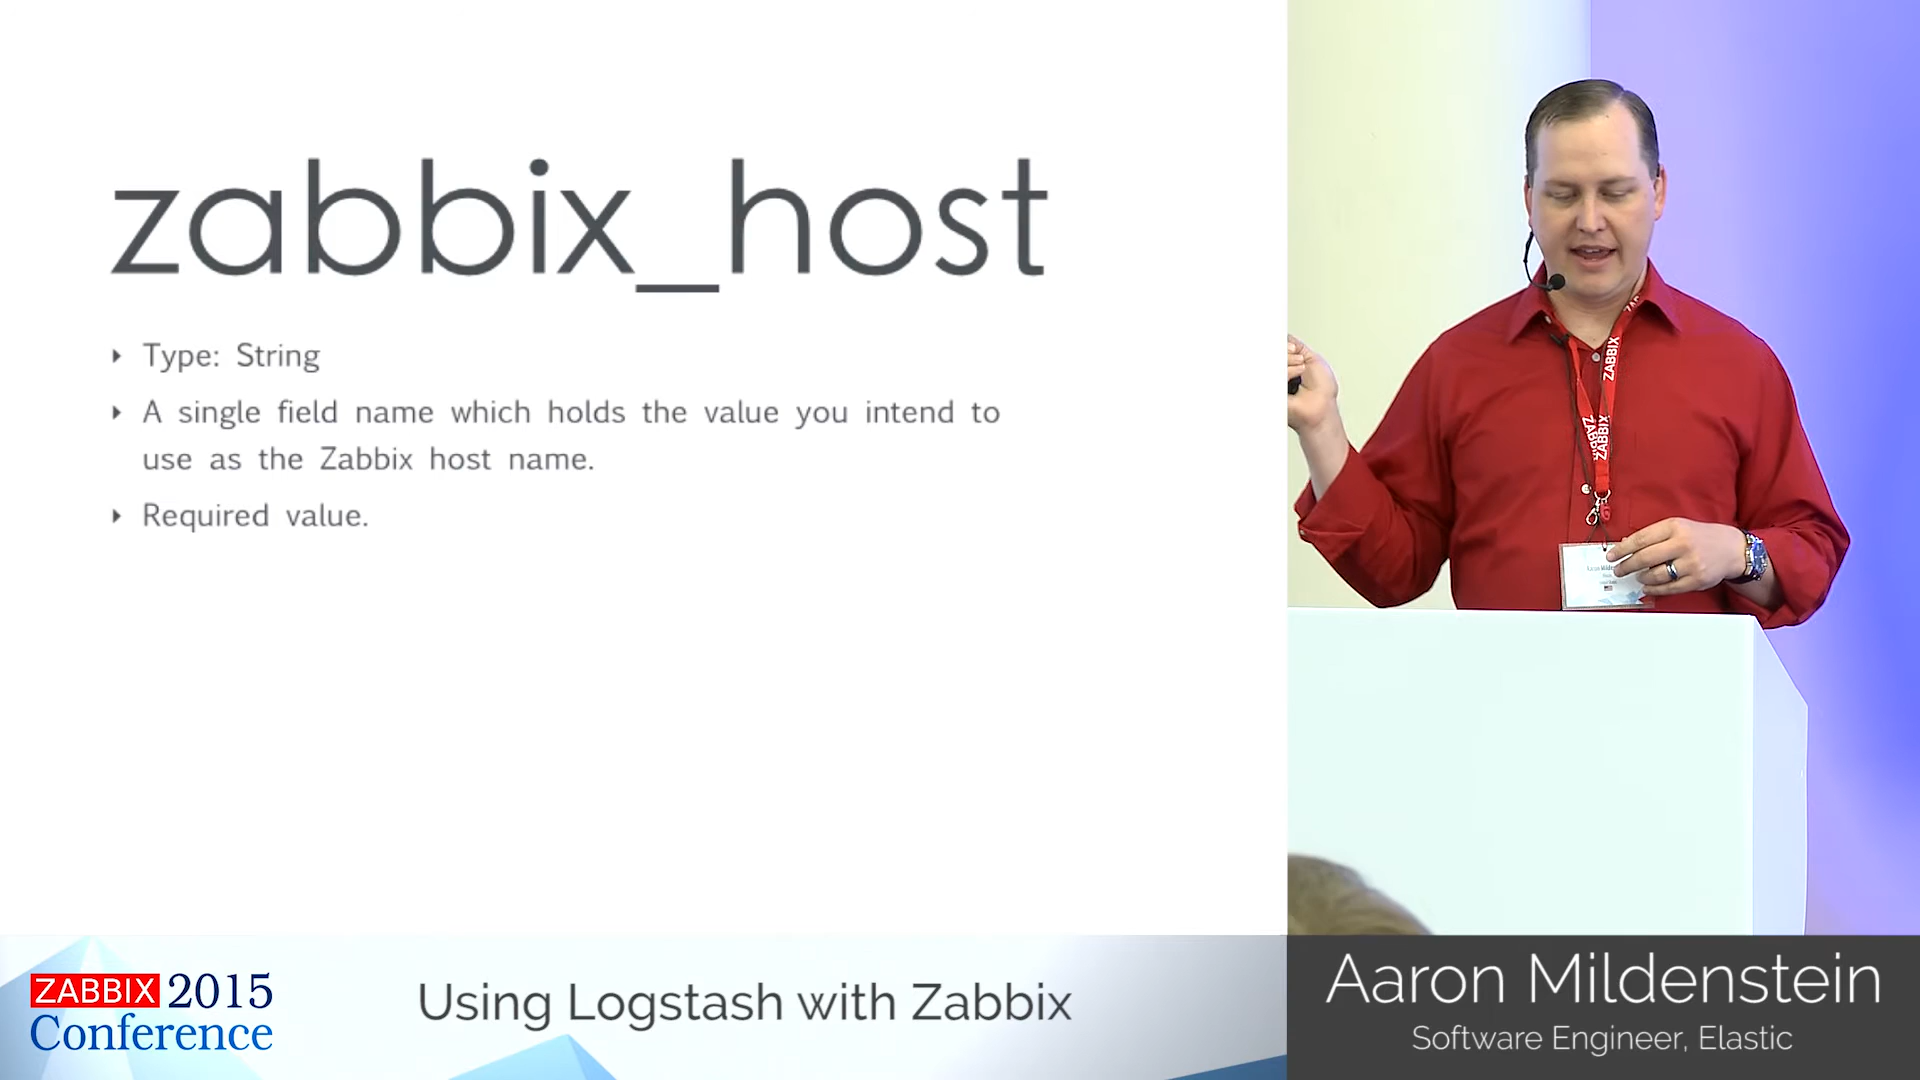 zabbix_host
‣ Type: String
‣ A single field name which holds the value you intend to
use as the Zabbix host name.
‣ Required value.
ZABBIX
ZABBIX
ZABBIX 2015
Conference
Using Logstash with Zabbix
Aaron Mildenstein
Software Engineer, Elastic